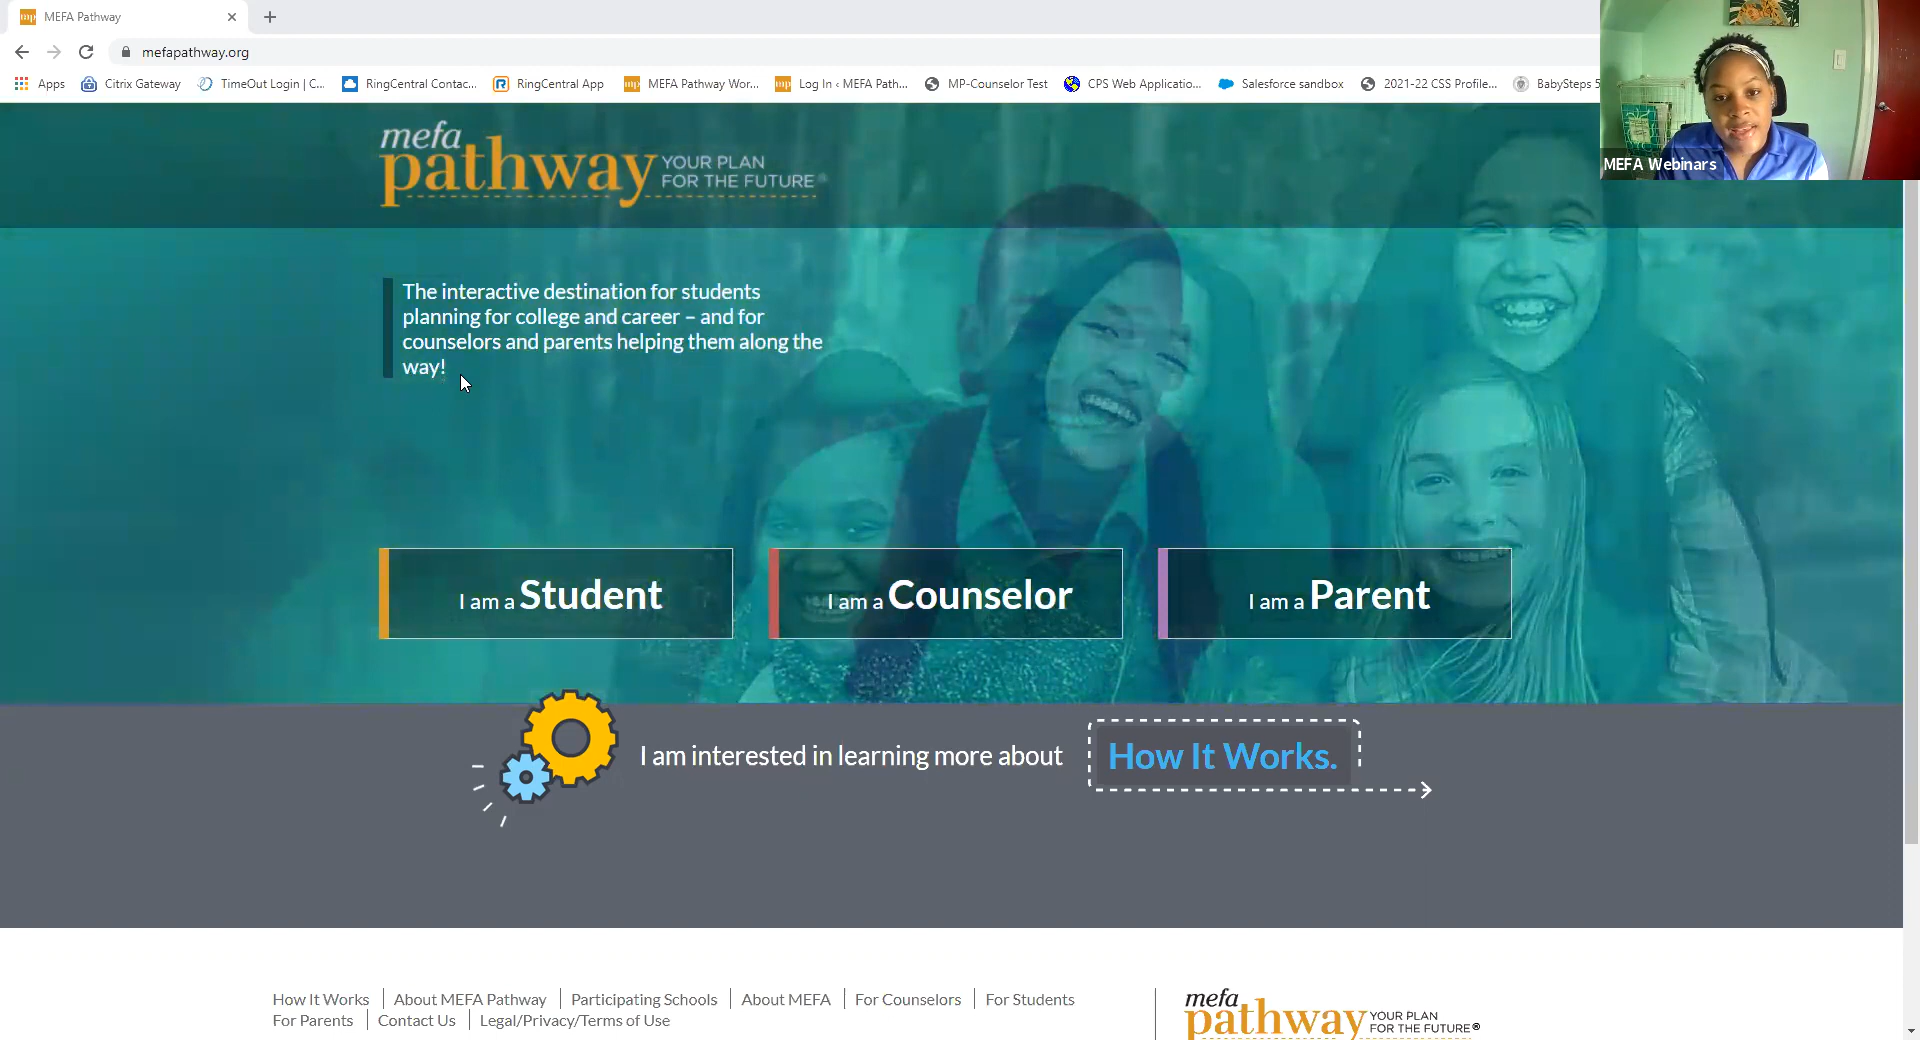 MEFA Pathway
mefapathway.org
Apps
Citrix Gateway
TimeOut Login | C...
RingCentral Contac...
RingCentral App
MEFA Pathway Wor...
Log In ‹ MEFA Path...
MP-Counselor Test
CPS Web Applicatio...
Salesforce sandbox
2021-22 CSS Profile...
BabySteps 5
MEFA Webinars
mefa
pathway YOUR PLAN
FOR THE FUTURE®
The interactive destination for students
planning for college and career – and for
counselors and parents helping them along the
way!
I am a Student
I am a Counselor
I am a Parent
I am interested in learning more about
How It Works.
How It Works
About MEFA Pathway
Participating Schools
About MEFA
For Counselors
For Students
For Parents
Contact Us
Legal/Privacy/Terms of Use
mefa
pathway YOUR PLAN
FOR THE FUTURE®